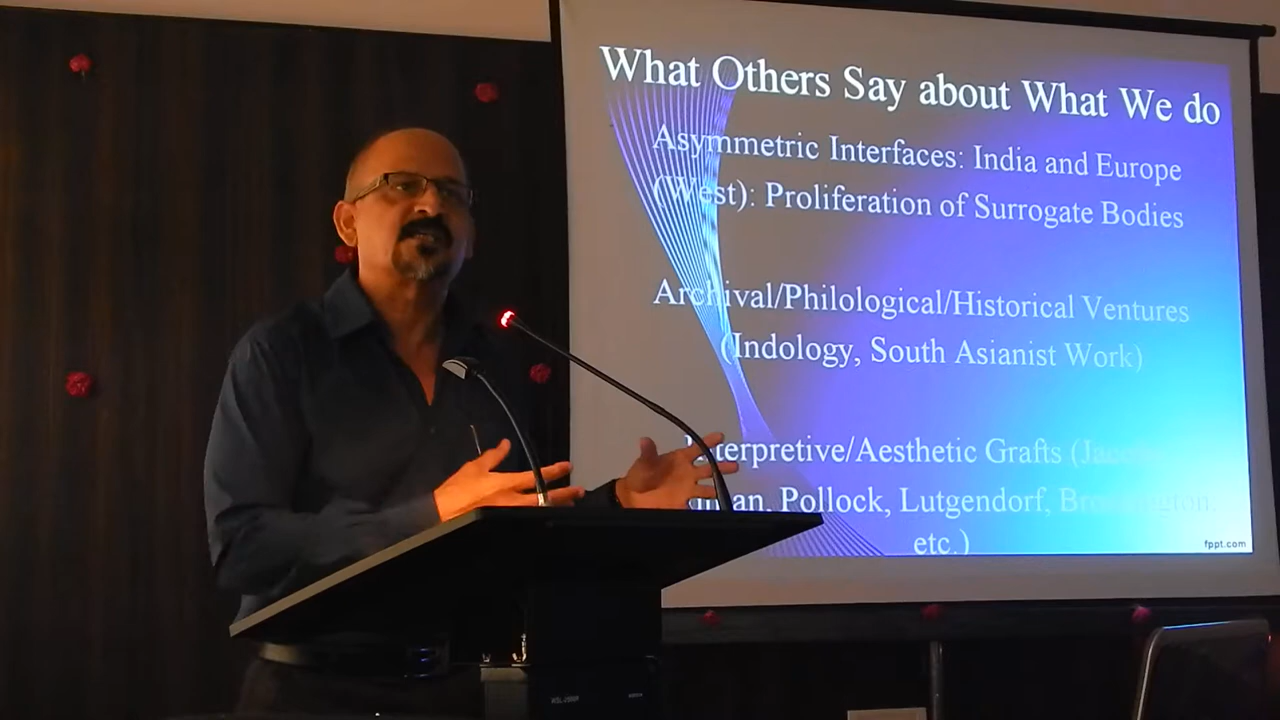 What Others Say about What We do
Asymmetric Interfaces: India and Europe
(West): Proliferation of Surrogate Bodies
Archival/Philological/Historical Ventures
(Indology, South Asianist Work)
Interpretive/Aesthetic Grafts
Pollock, Lutgendorf,
etc.)
fppt.com